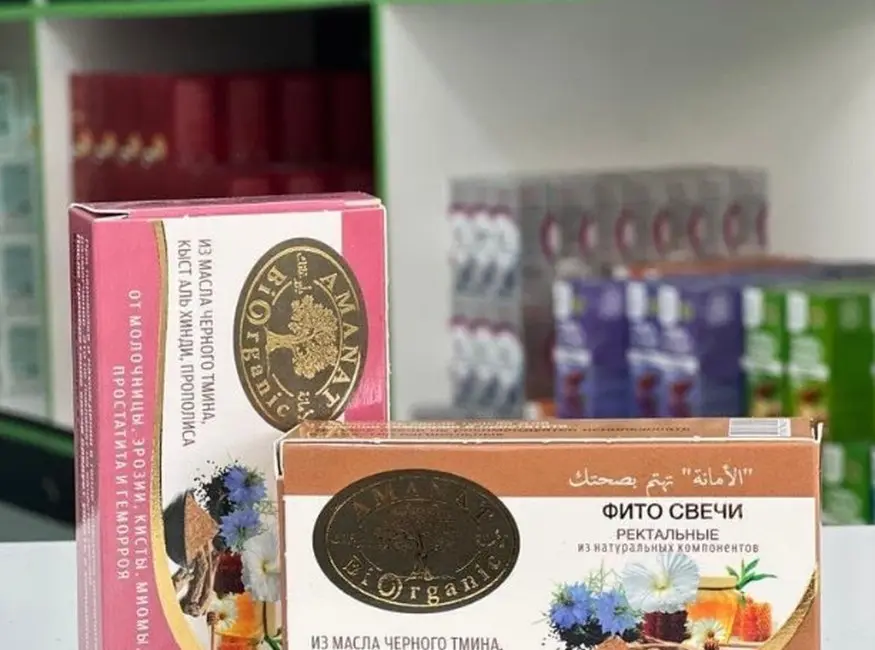 ИЗ МАСЛА ЧЕРНОГО ТМИНА,
КЫСТ АЛЬ ХИНДИ, ПРОПОЛИСА
AMANAT
BiOrganic
ОТ МОЛОЧНИЦЫ, ЭРОЗИИ, КИСТЫ, МИОМЫ,
ПРОСТАТИТА И ГЕМОРРОЯ
"الأمانة" تهتم بصحتك
AMANAT
BiOrganic
ФИТО СВЕЧИ
РЕКТАЛЬНЫЕ
из натуральных компонентов
ИЗ МАСЛА ЧЕРНОГО ТМИНА,